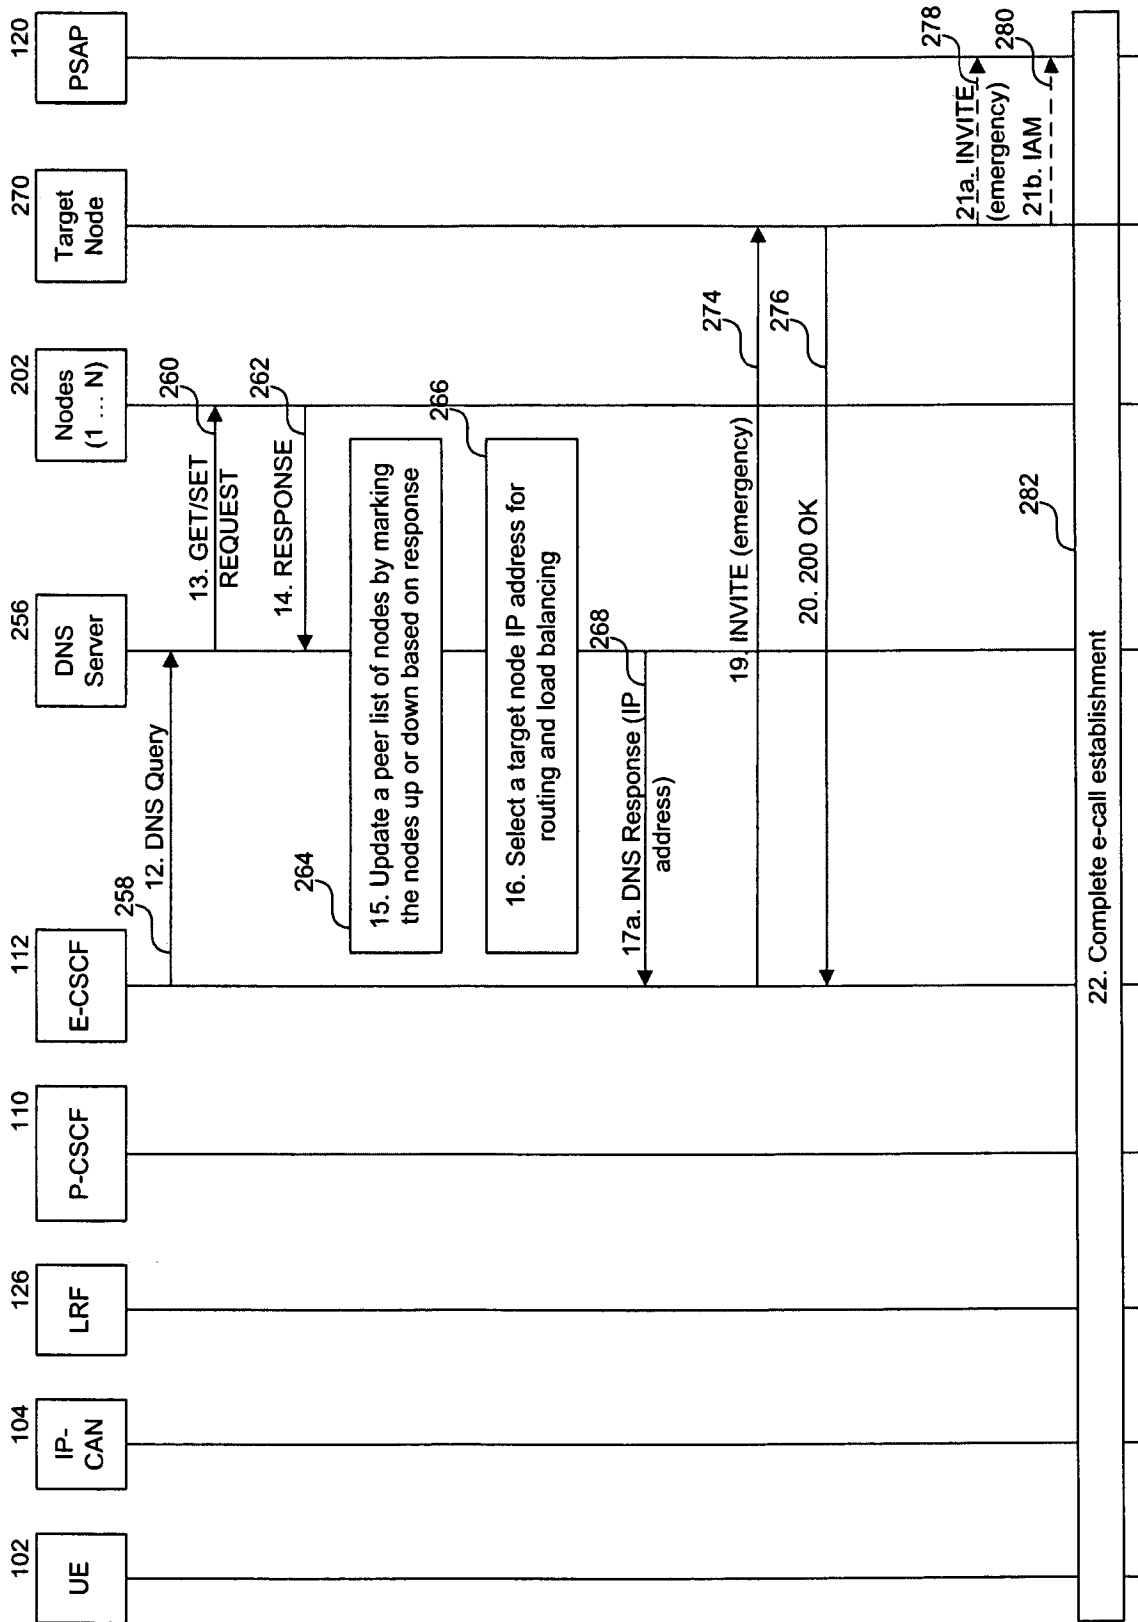 102
UE
104
IP-
CAN
126
LRF
110
P-CSCF
112
E-CSCF
256
DNS
Server
202
Nodes
(1 ... N)
270
Target
Node
120
PSAP
258
12. DNS Query
13. GET/SET
REQUEST
260
14. RESPONSE
262
264
15. Update a peer list of nodes by marking
the nodes up or down based on response
266
16. Select a target node IP address for
routing and load balancing
268
17a. DNS Response (IP
address)
19. INVITE (emergency)
274
20. 200 OK
276
21a. INVITE
(emergency)
278
21b. IAM
280
282
22. Complete e-call establishment